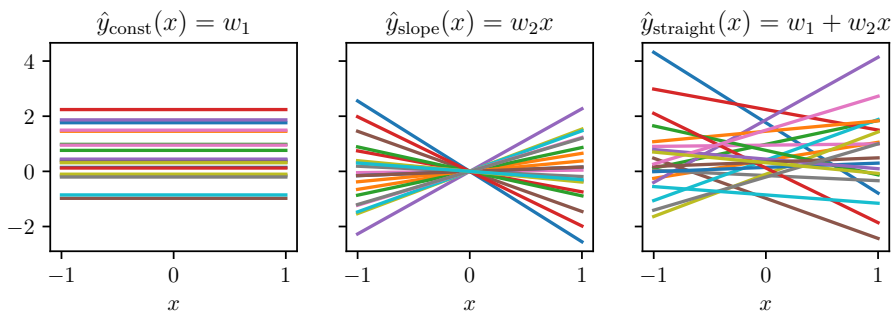 ŷ_const(x) = w₁
ŷ_slope(x) = w₂x
ŷ_straight(x) = w₁ + w₂x
4
2
0
−2
−1 0 1
−1 0 1
−1 0 1
x
x
x